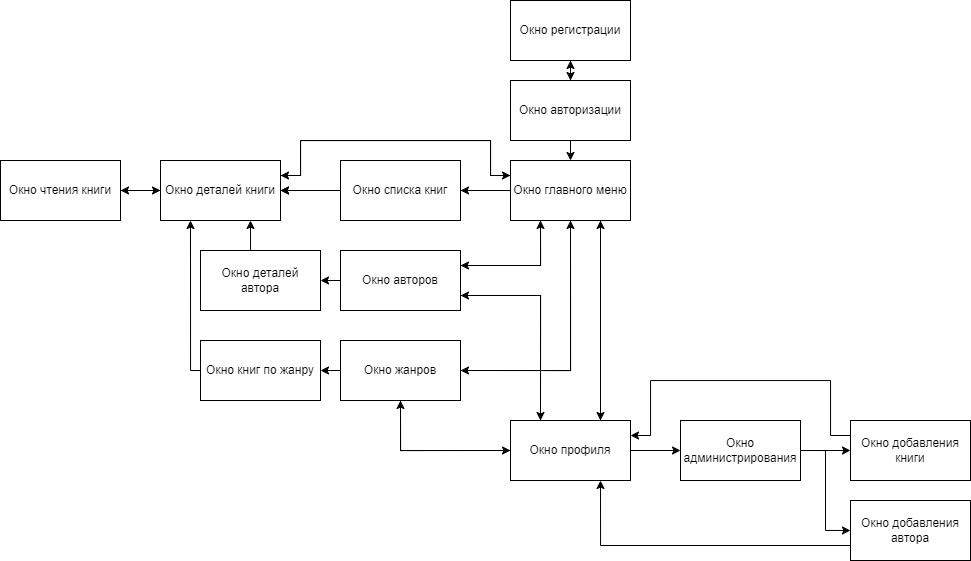 Окно регистрации
Окно авторизации
Окно чтения книги
Окно деталей книги
Окно списка книг
Окно главного меню
Окно деталей
автора
Окно авторов
Окно книг по жанру
Окно жанров
Окно профиля
Окно
администрирования
Окно добавления
книги
Окно добавления
автора